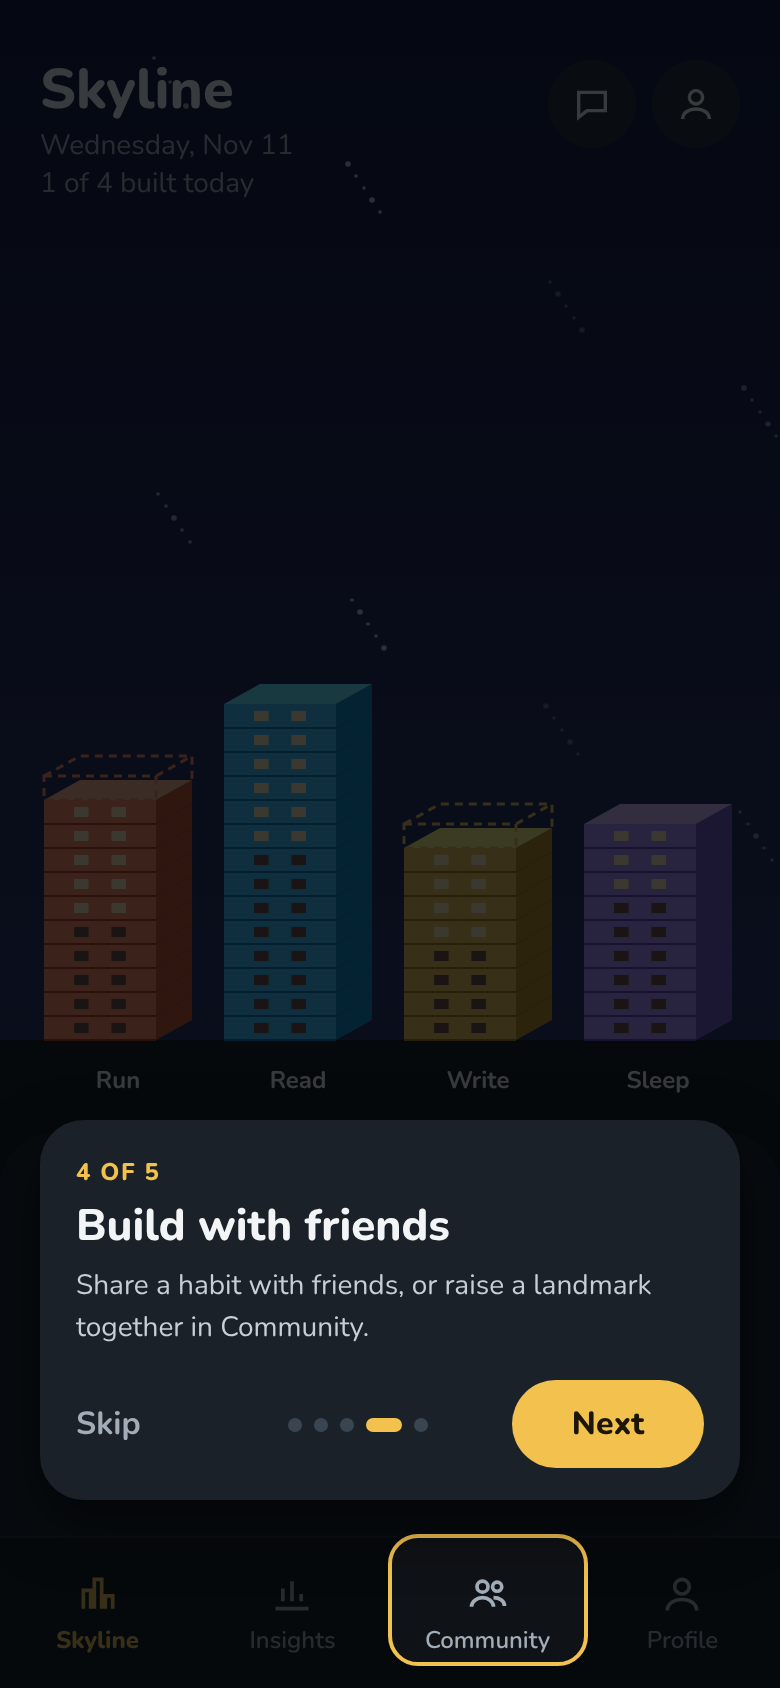 Skyline
Wednesday, Nov 11
1 of 4 built today
Run
Read
Write
Sleep
4 OF 5
Build with friends
Share a habit with friends, or raise a landmark
together in Community.
Skip
Next
Skyline
Insights
Community
Profile